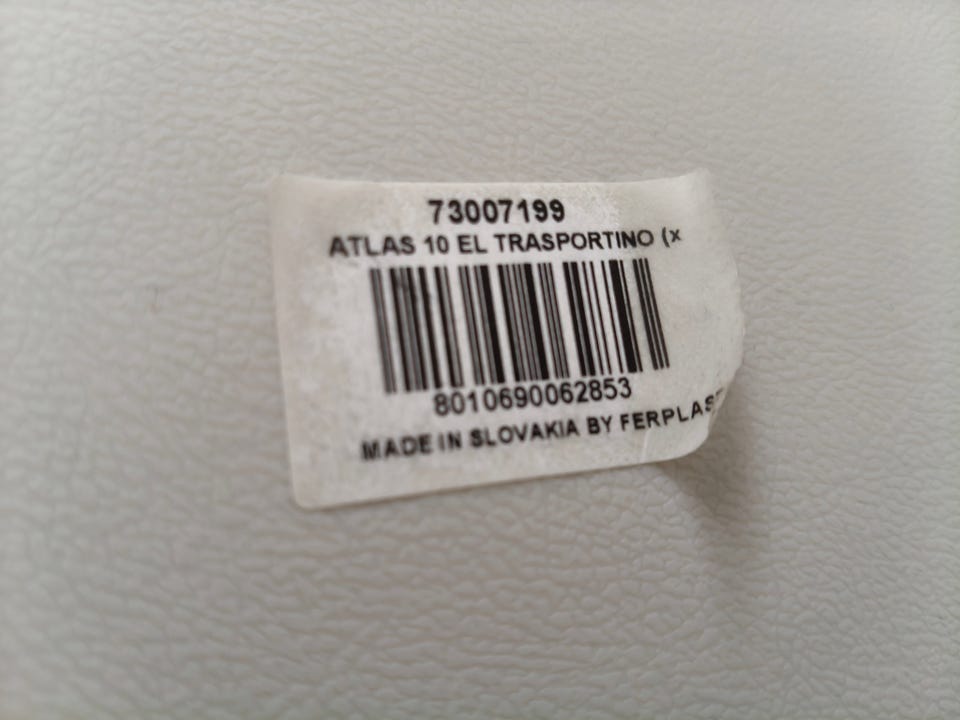 73007199
ATLAS 10 EL TRASPORTINO (x
8010690062853
MADE IN SLOVAKIA BY FERPLAST